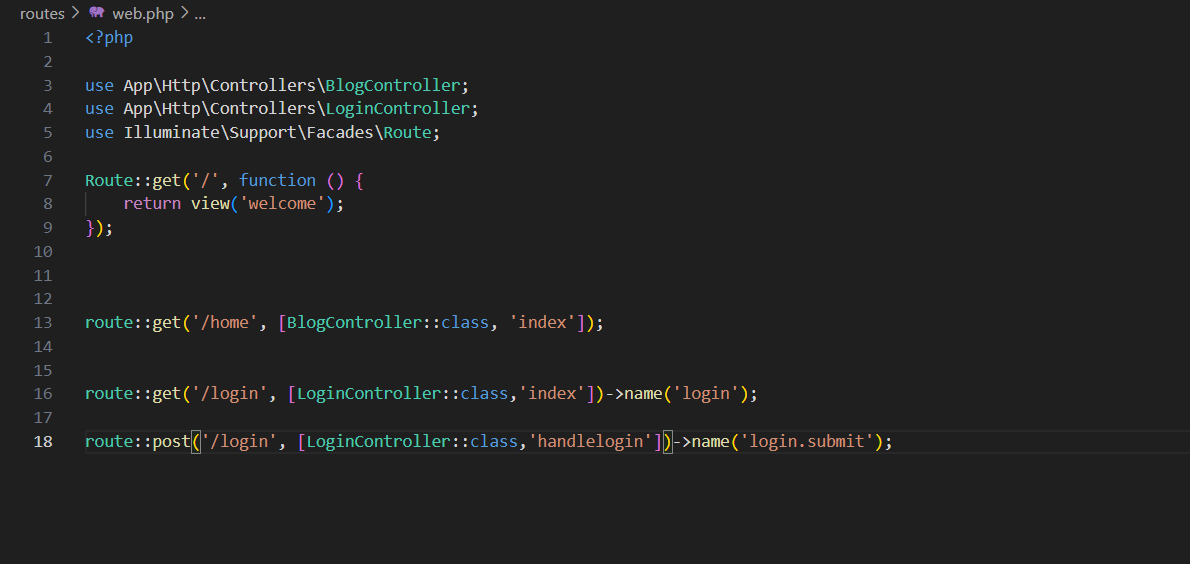 routes > web.php > ...
1 <?php
2
3 use App\Http\Controllers\BlogController;
4 use App\Http\Controllers\LoginController;
5 use Illuminate\Support\Facades\Route;
6
7 Route::get('/', function () {
8     return view('welcome');
9 });
10
11
12
13 route::get('/home', [BlogController::class, 'index']);
14
15
16 route::get('/login', [LoginController::class,'index'])->name('login');
17
18 route::post('/login', [LoginController::class,'handlelogin'])->name('login.submit');